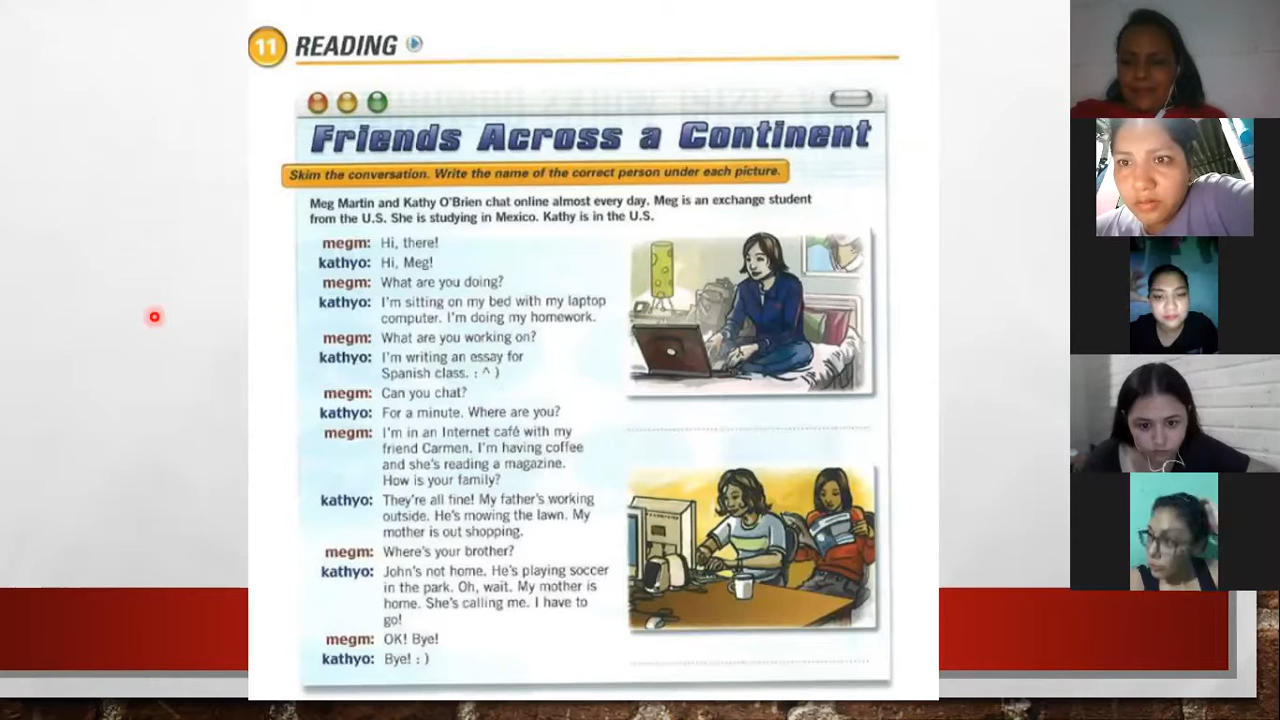 11 READING
Friends Across a Continent
Skim the conversation. Write the name of the correct person under each picture.
Meg Martin and Kathy O'Brien chat online almost every day. Meg is an exchange student
from the U.S. She is studying in Mexico. Kathy is in the U.S.
megm: Hi, there!
kathyo: Hi, Meg!
megm: What are you doing?
kathyo: I'm sitting on my bed with my laptop
computer. I'm doing my homework.
megm: What are you working on?
kathyo: I'm writing an essay for
Spanish class. : ^ )
megm: Can you chat?
kathyo: For a minute. Where are you?
megm: I'm in an Internet café with my
friend Carmen. I'm having coffee
and she's reading a magazine.
How is your family?
kathyo: They're all fine! My father's working
outside. He's mowing the lawn. My
mother is out shopping.
megm: Where's your brother?
kathyo: John's not home. He's playing soccer
in the park. Oh, wait. My mother is
home. She's calling me. I have to
go!
megm: OK! Bye!
kathyo: Bye! : )